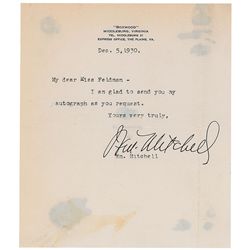 "BOXWOOD"
MIDDLEBURG, VIRGINIA
TEL. MIDDLEBURG 21
EXPRESS OFFICE, THE PLAINS, VA.
Dec. 5, 1930.
My dear Miss Feldman -
I am glad to send you my
autograph as you request.
Yours very truly,
Wm. Mitchell
Wm. Mitchell